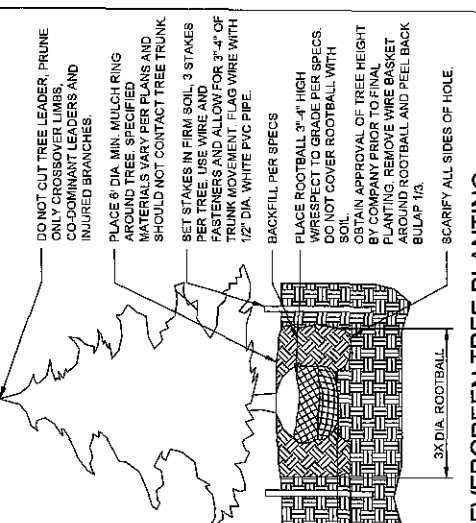 DO NOT CUT TREE LEADER, PRUNE
ONLY CROSSOVER LIMBS,
CO-DOMINANT LEADERS AND
INJURED BRANCHES.
PLACE 6' DIA. MIN. MULCH RING
AROUND TREE. SPECIFIED
MATERIALS VARY PER PLANS AND
SHOULD NOT CONTACT TREE TRUNK.
SET STAKES IN FIRM SOIL, 3 STAKES
PER TREE. USE WIRE AND
FASTENERS AND ALLOW FOR 3"-4" OF
TRUNK MOVEMENT. FLAG WIRE WITH
1/2" DIA. WHITE PVC PIPE.
BACKFILL PER SPECS
PLACE ROOTBALL 3"-4" HIGH
W/RESPECT TO GRADE PER SPECS.
DO NOT COVER ROOTBALL WITH
SOIL.
OBTAIN APPROVAL OF TREE HEIGHT
BY COMPANY PRIOR TO FINAL
PLANTING. REMOVE WIRE BASKET
AROUND ROOTBALL AND PEEL BACK
BULAP 1/3.
SCARIFY ALL SIDES OF HOLE.
3X DIA. ROOTBALL
EVERGREEN TREE PLANTING